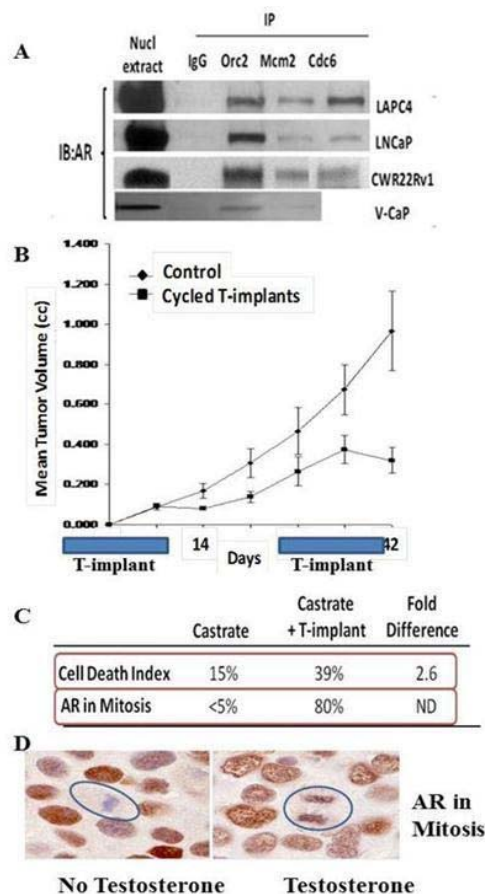 A
Nucl
extract
IP
IgG Orc2 Mcm2 Cdc6
IB:AR
LAPC4
LNCaP
CWR22Rv1
V-CaP
B
Mean Tumor Volume (cc)
1.400
1.200
1.000
0.800
0.600
0.400
0.200
0.000
Control
Cycled T-implants
14 Days 42
T-implant T-implant
C
Castrate Castrate + T-implant Fold Difference
Cell Death Index 15% 39% 2.6
AR in Mitosis <5% 80% ND
D
AR in
Mitosis
No Testosterone Testosterone